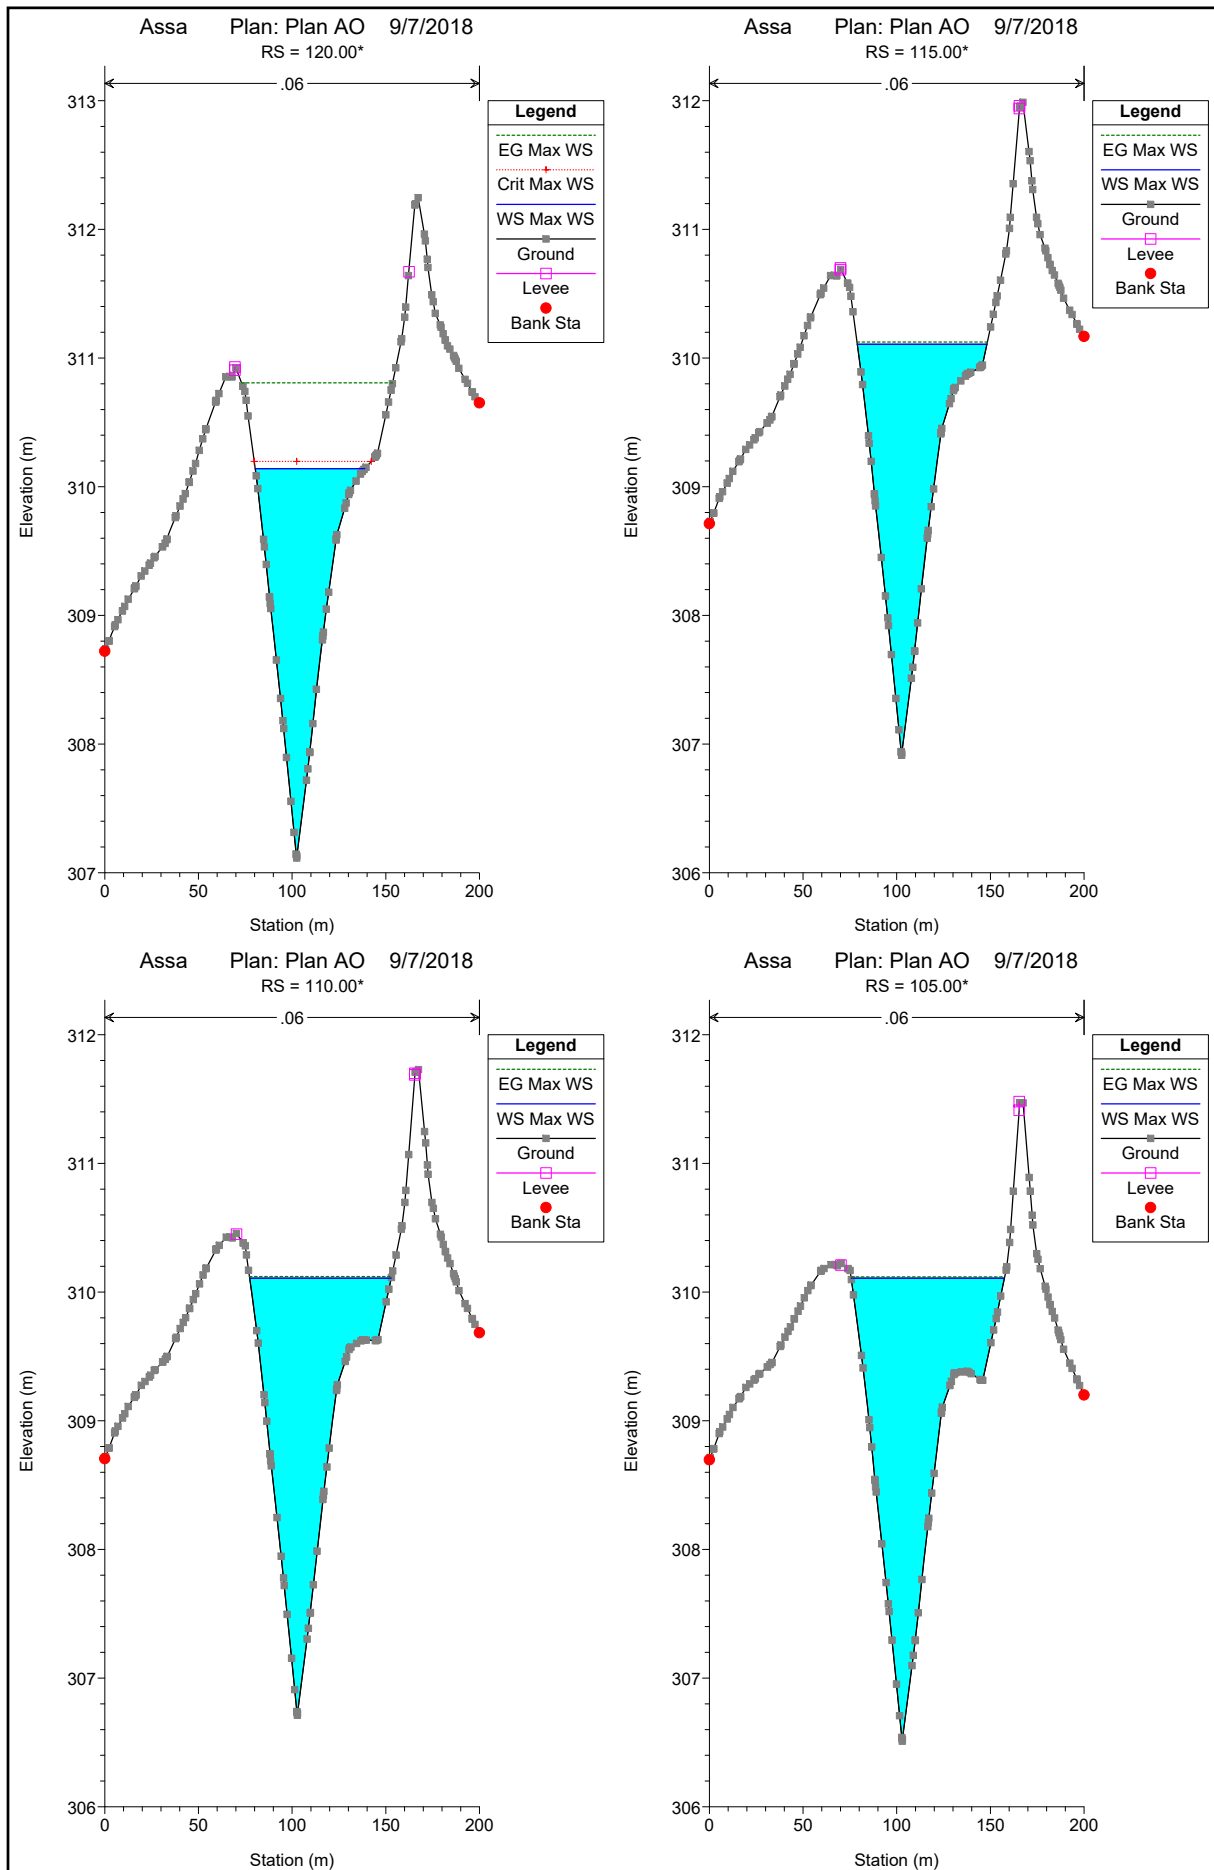 Assa Plan: Plan AO 9/7/2018
RS = 120.00*
.06
313
312
311
310
309
308
307
0 50 100 150 200
Elevation (m)
Station (m)
Legend
EG Max WS
Crit Max WS
WS Max WS
Ground
Levee
Bank Sta
Assa Plan: Plan AO 9/7/2018
RS = 115.00*
.06
312
311
310
309
308
307
306
0 50 100 150 200
Elevation (m)
Station (m)
Legend
EG Max WS
WS Max WS
Ground
Levee
Bank Sta
Assa Plan: Plan AO 9/7/2018
RS = 110.00*
.06
312
311
310
309
308
307
306
0 50 100 150 200
Elevation (m)
Station (m)
Legend
EG Max WS
WS Max WS
Ground
Levee
Bank Sta
Assa Plan: Plan AO 9/7/2018
RS = 105.00*
.06
312
311
310
309
308
307
306
0 50 100 150 200
Elevation (m)
Station (m)
Legend
EG Max WS
WS Max WS
Ground
Levee
Bank Sta